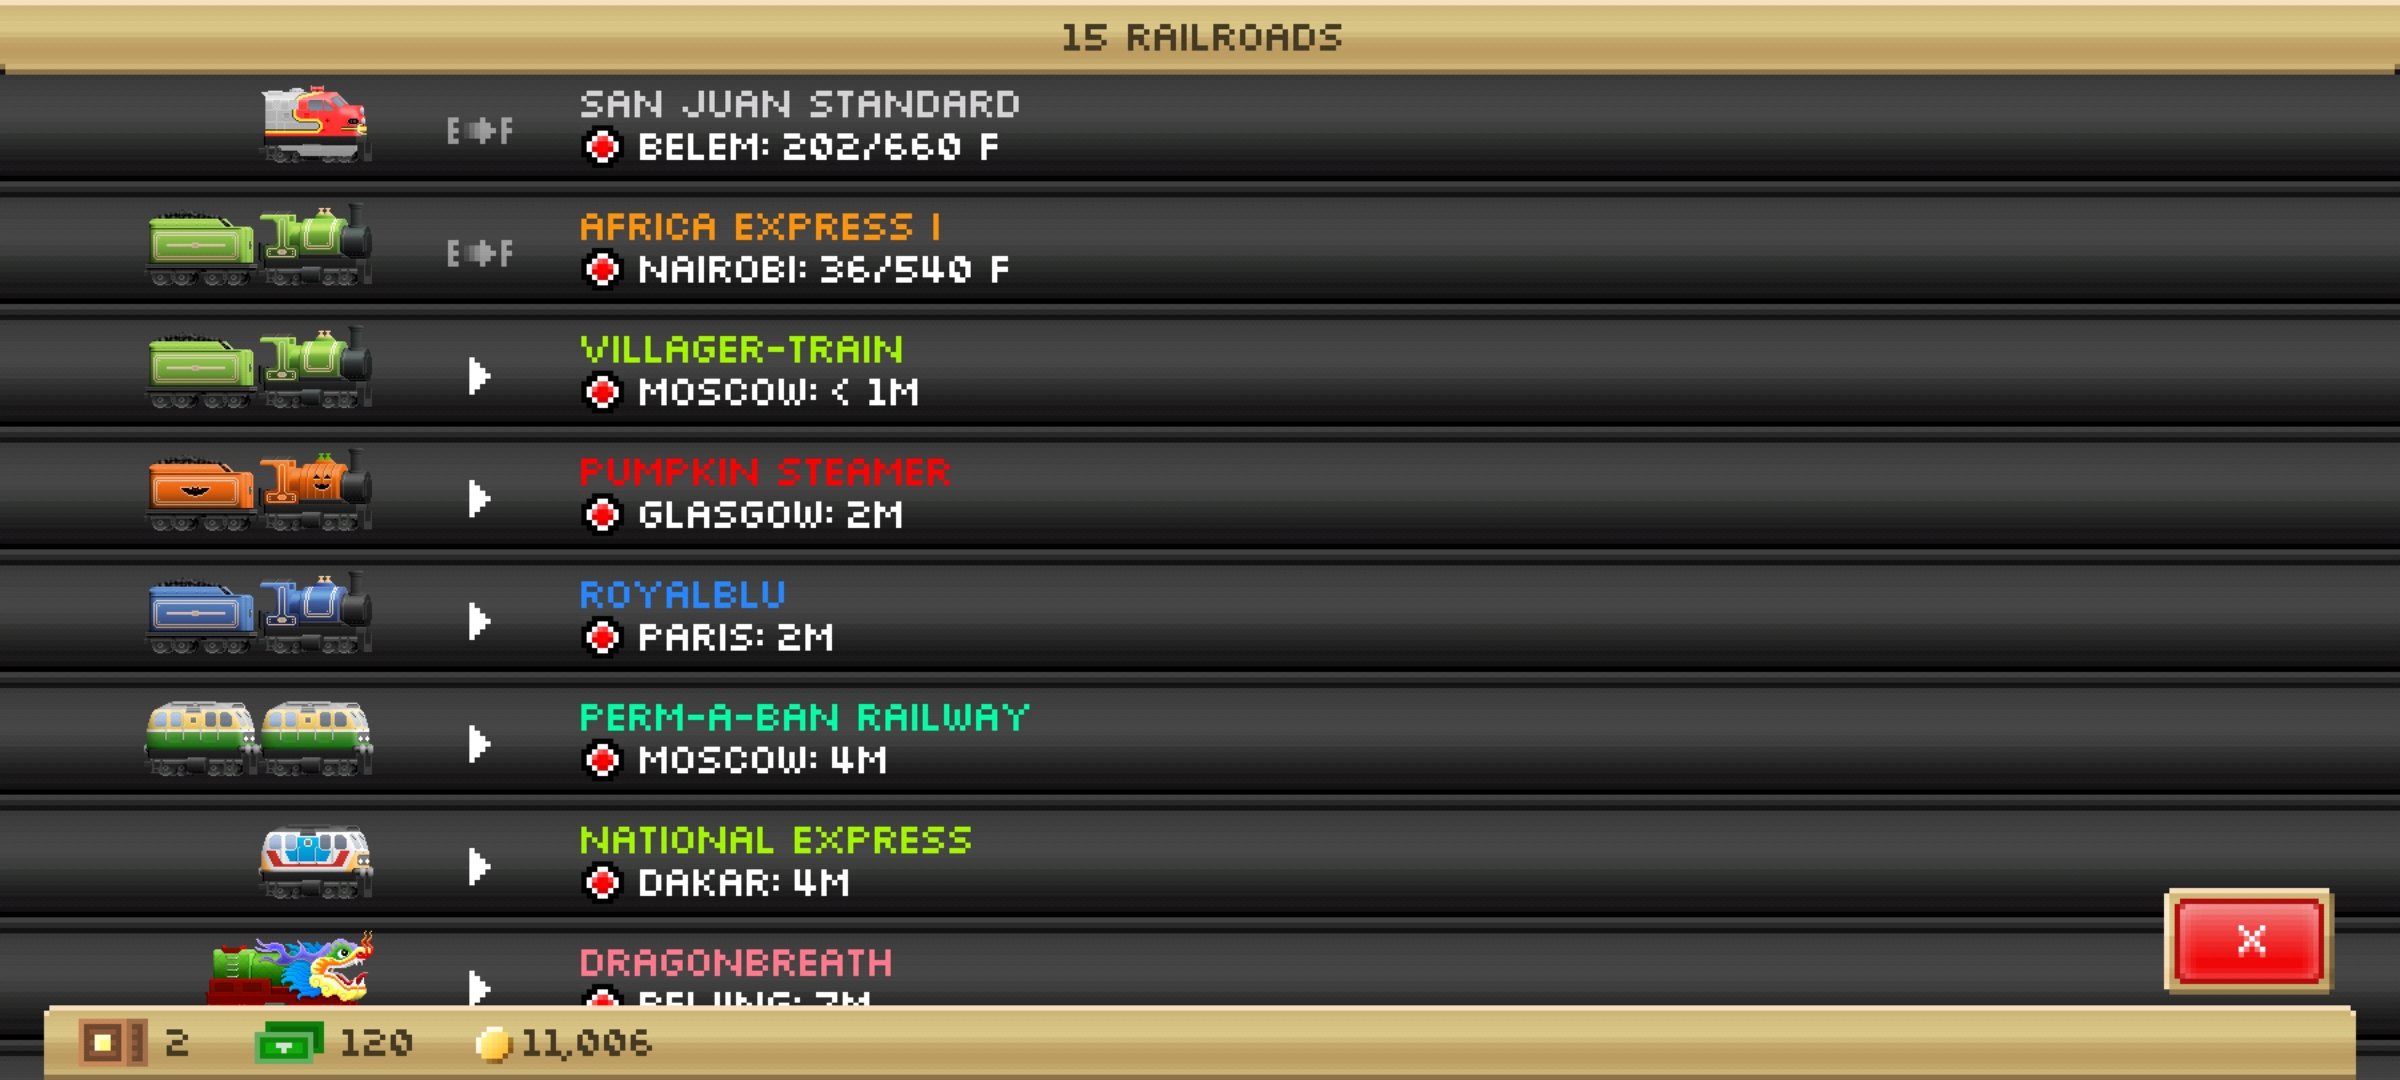 15 RAILROADS
E F
SAN JUAN STANDARD
BELEM: 202/660 F
E F
AFRICA EXPRESS I
NAIROBI: 36/540 F
VILLAGER-TRAIN
MOSCOW: < 1M
PUMPKIN STEAMER
GLASGOW: 2M
ROYALBLU
PARIS: 2M
PERM-A-BAN RAILWAY
MOSCOW: 4M
NATIONAL EXPRESS
DAKAR: 4M
X
DRAGONBREATH
BEIJING: 7M
2 120 11,006